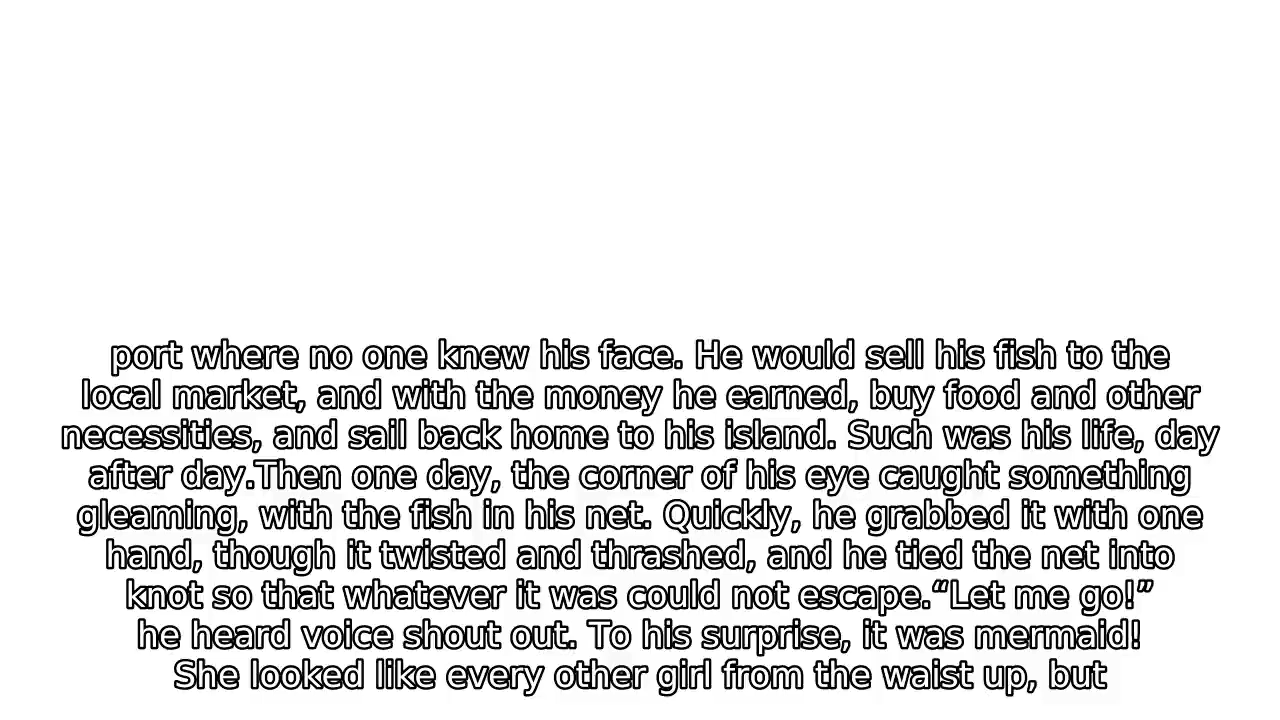 port where no one knew his face. He would sell his fish to the
local market, and with the money he earned, buy food and other
necessities, and sail back home to his island. Such was his life, day
after day.Then one day, the corner of his eye caught something
gleaming, with the fish in his net. Quickly, he grabbed it with one
hand, though it twisted and thrashed, and he tied the net into
knot so that whatever it was could not escape.“Let me go!”
he heard voice shout out. To his surprise, it was mermaid!
She looked like every other girl from the waist up, but